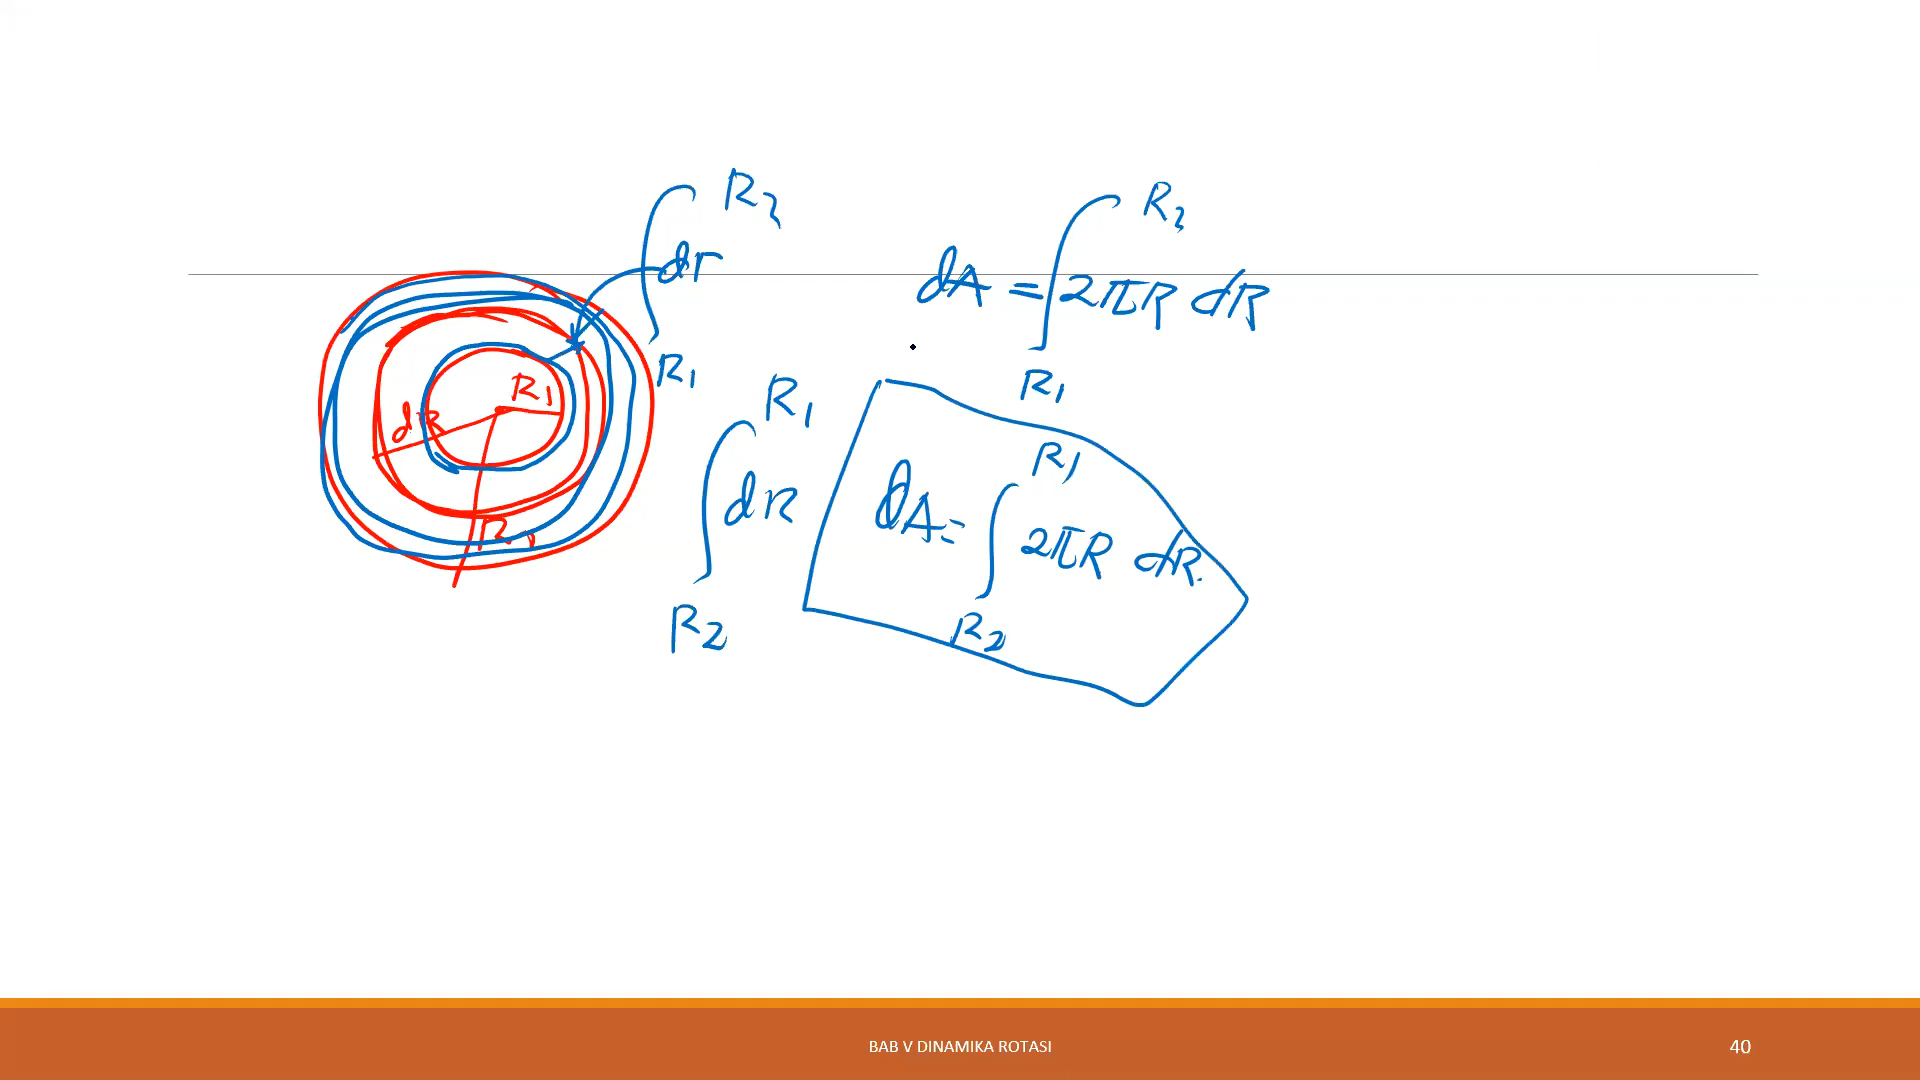 ∫ R2 dr R1
dA = ∫ R2 2πR dR R1
R1
dR
R2
∫ R1 dR R2
dA = ∫ R1 2πR dR. R2
BAB V DINAMIKA ROTASI
40